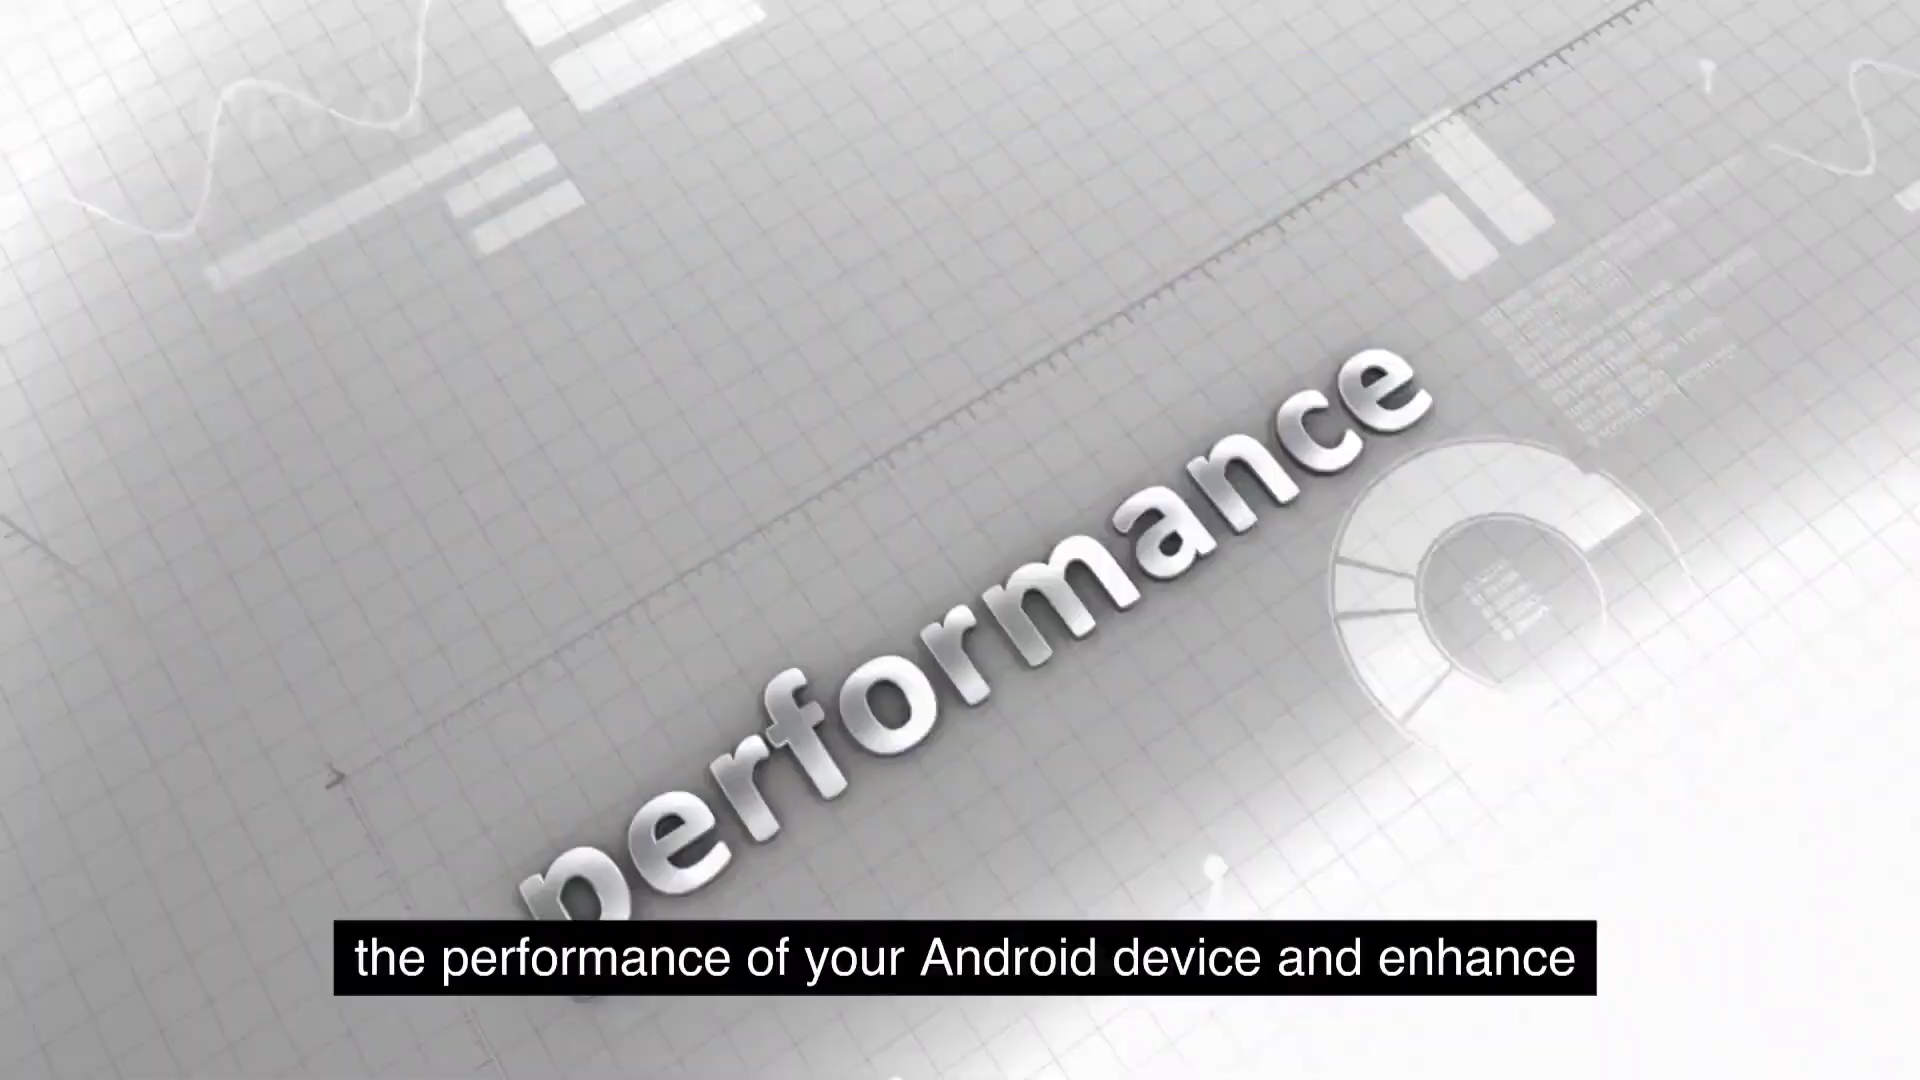 performance
the performance of your Android device and enhance